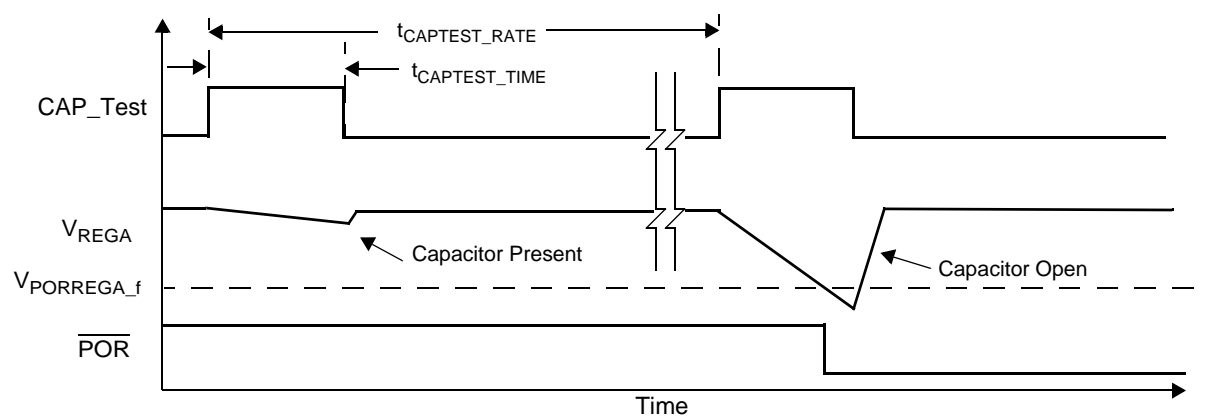 tCAPTEST_RATE
tCAPTEST_TIME
CAP_Test
VREGA
Capacitor Present
Capacitor Open
VPORREGA_f
POR
Time